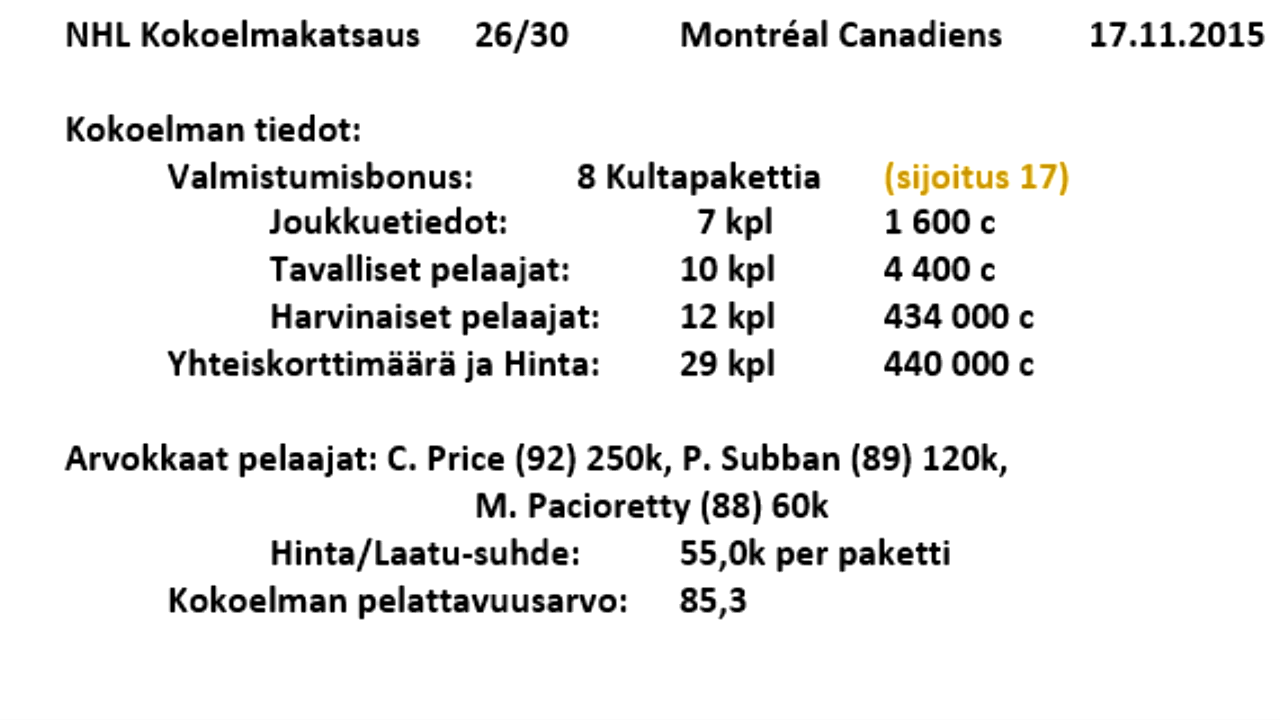 NHL Kokoelmakatsaus 26/30 Montréal Canadiens 17.11.2015
Kokoelman tiedot:
Valmistumisbonus: 8 Kultapakettia (sijoitus 17)
Joukkuetiedot: 7 kpl 1 600 c
Tavalliset pelaajat: 10 kpl 4 400 c
Harvinaiset pelaajat: 12 kpl 434 000 c
Yhteiskorttimäärä ja Hinta: 29 kpl 440 000 c
Arvokkaat pelaajat: C. Price (92) 250k, P. Subban (89) 120k,
M. Pacioretty (88) 60k
Hinta/Laatu-suhde: 55,0k per paketti
Kokoelman pelattavuusarvo: 85,3